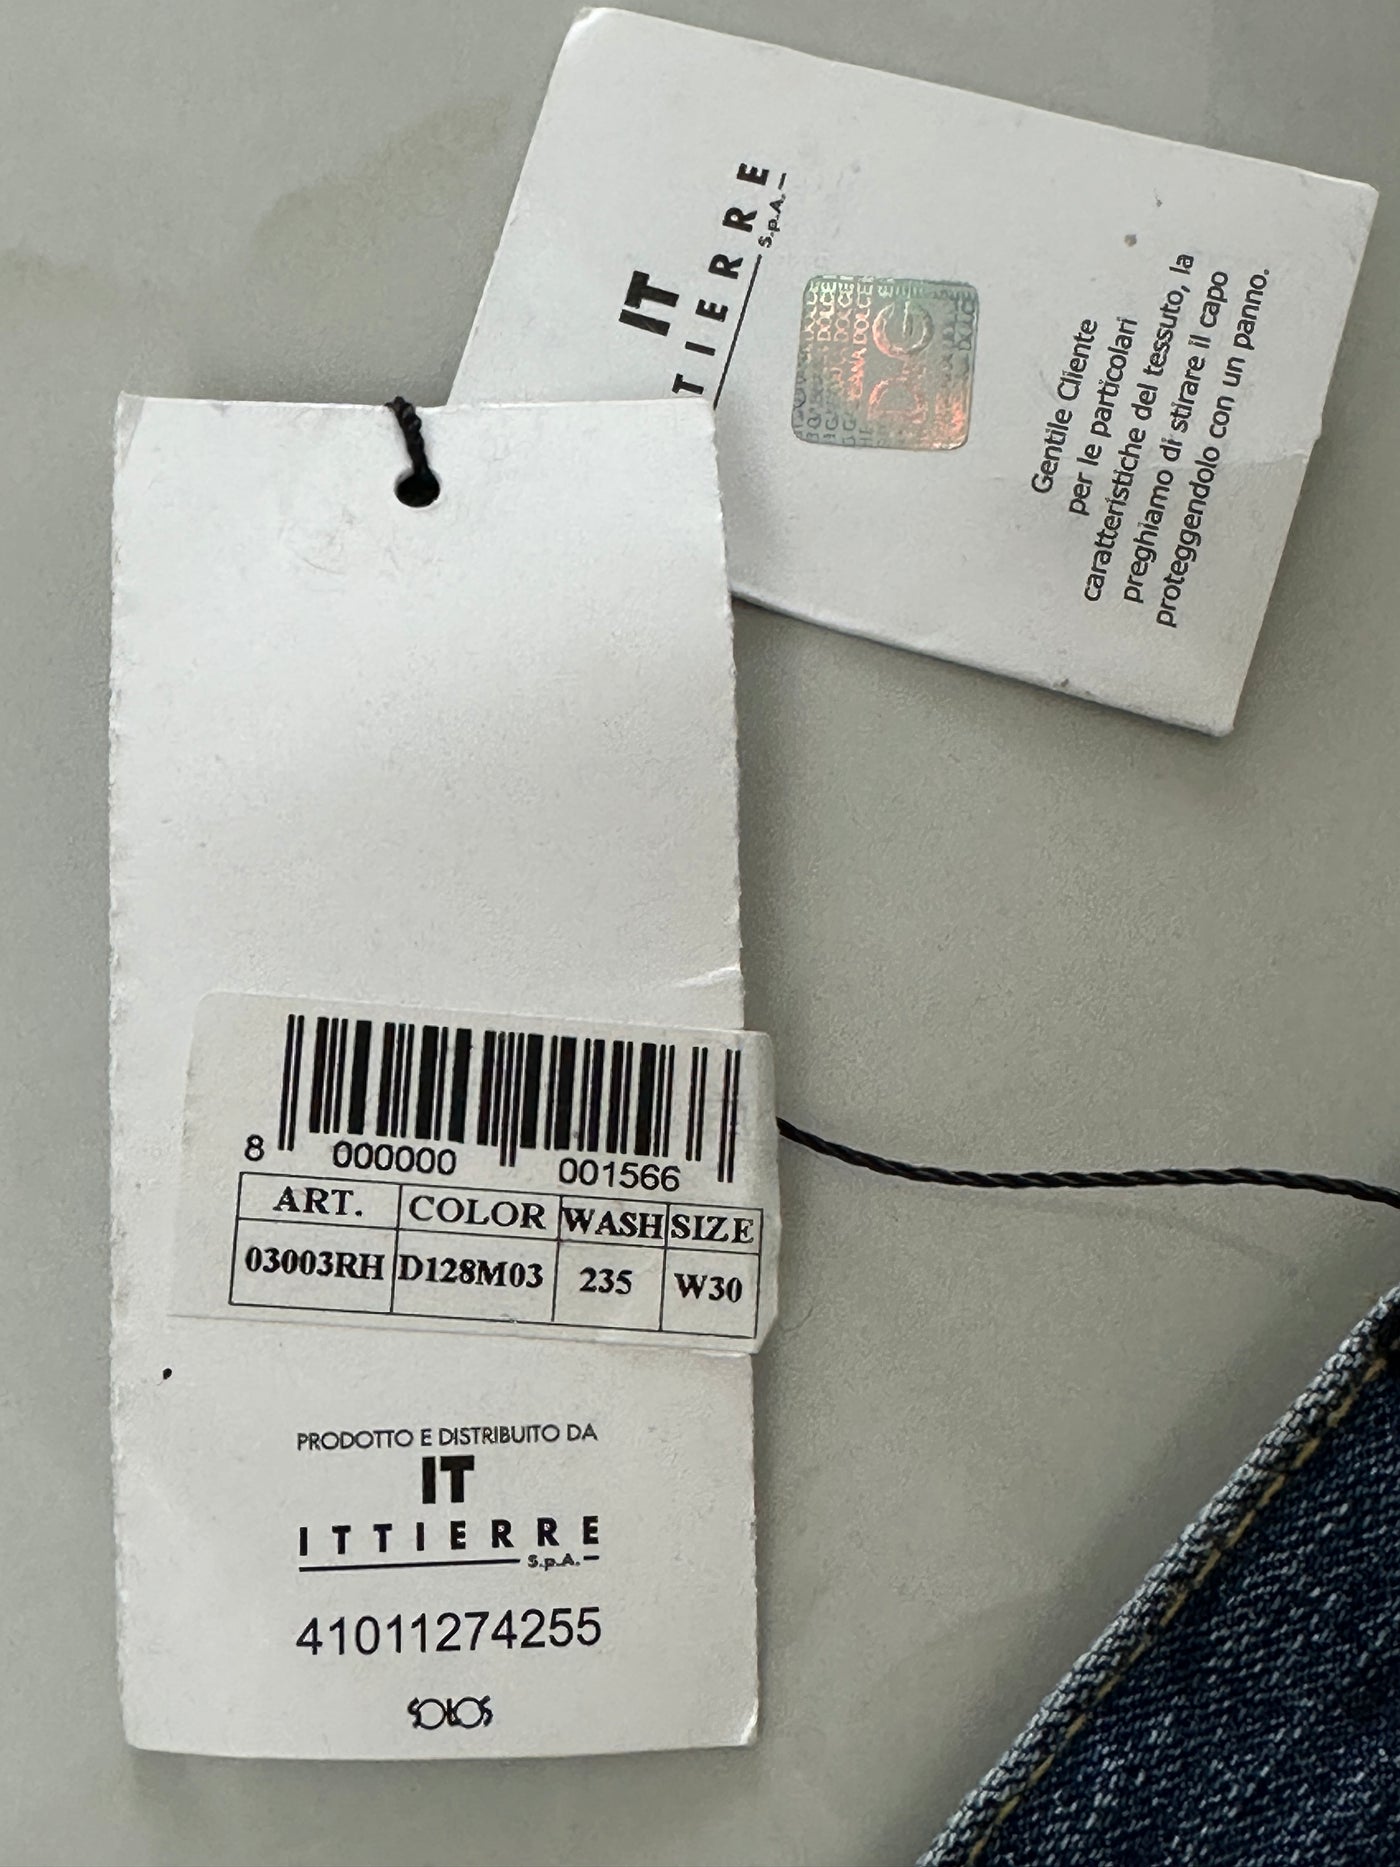 IT
ITTIERRE
S.p.A.
D&G
Gentile Cliente
per le particolari
caratteristiche del tessuto, la
preghiamo di stirare il capo
proteggendolo con un panno.
8 000000 001566
ART. COLOR WASH SIZE
03003RH D128M03 235 W30
PRODOTTO E DISTRIBUITO DA
IT
ITTIERRE
S.p.A.
41011274255
SOLOS